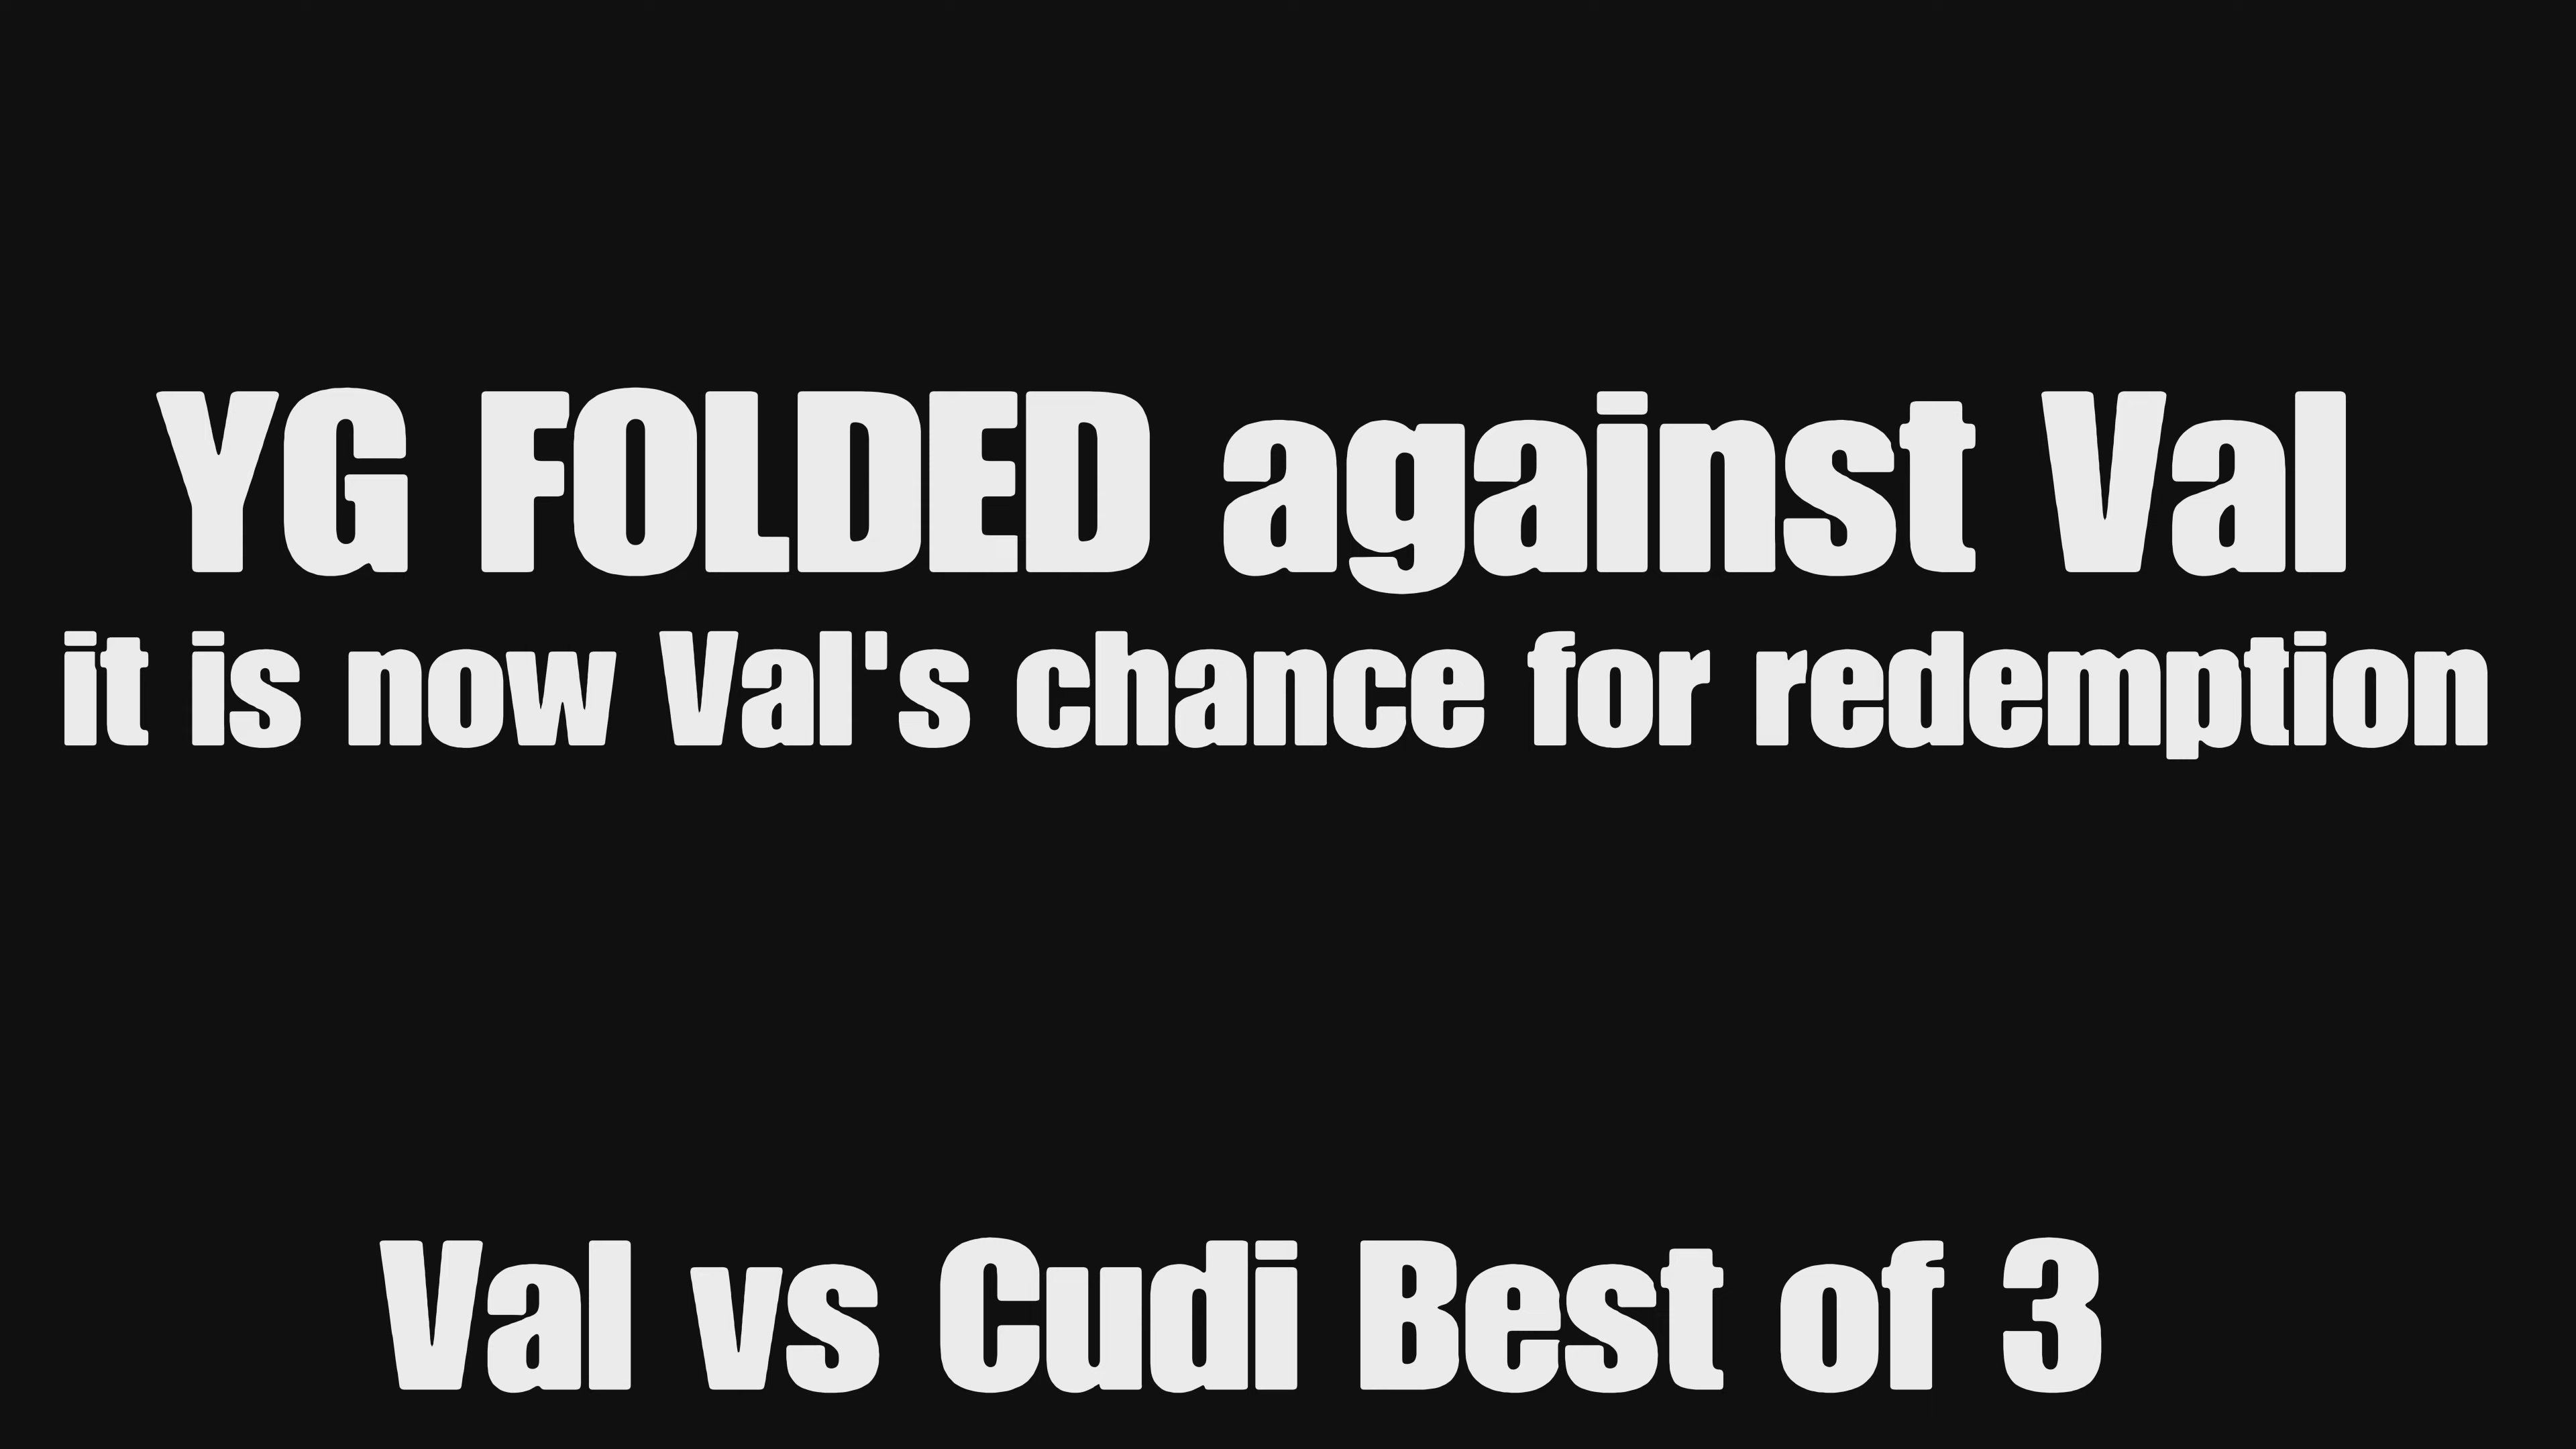 YG FOLDED against Val
it is now Val's chance for redemption
Val vs Cudi Best of 3